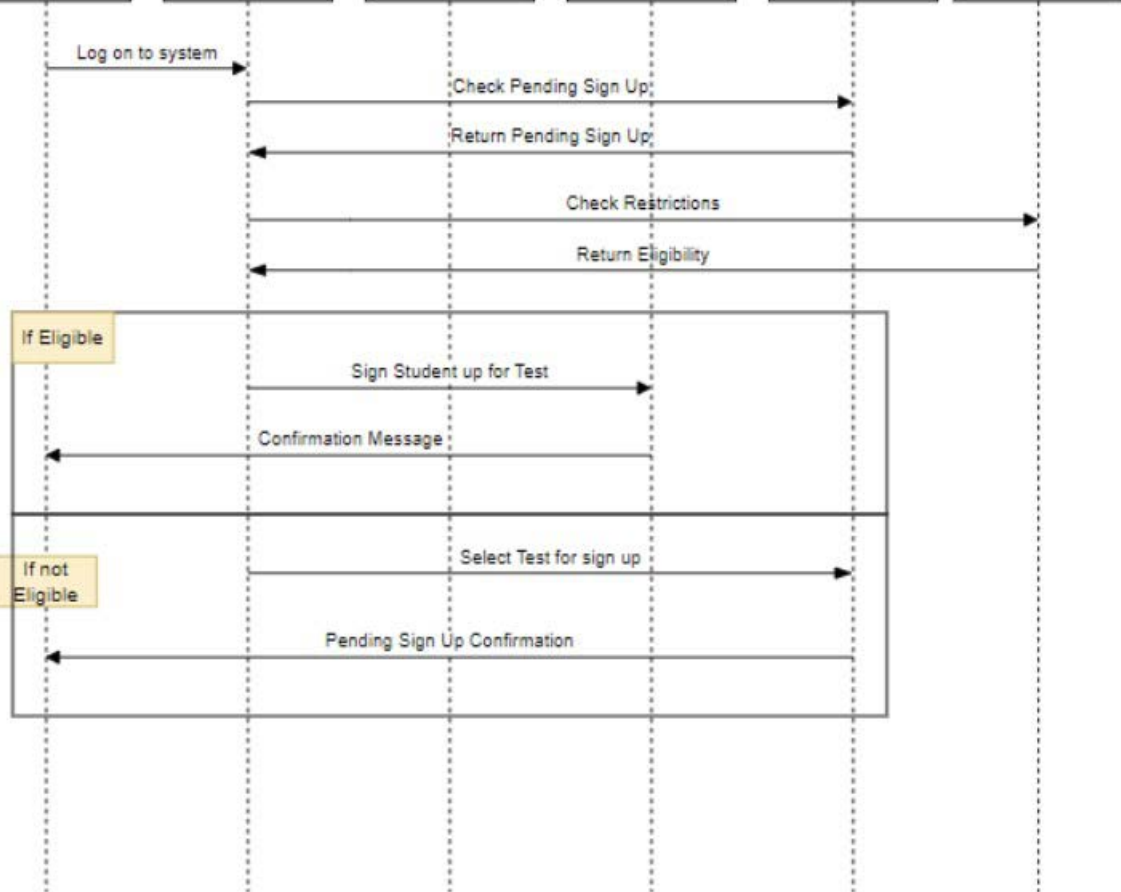 Log on to system
Check Pending Sign Up
Return Pending Sign Up
Check Restrictions
Return Eligibility
If Eligible
Sign Student up for Test
Confirmation Message
Select Test for sign up
If not
Eligible
Pending Sign Up Confirmation